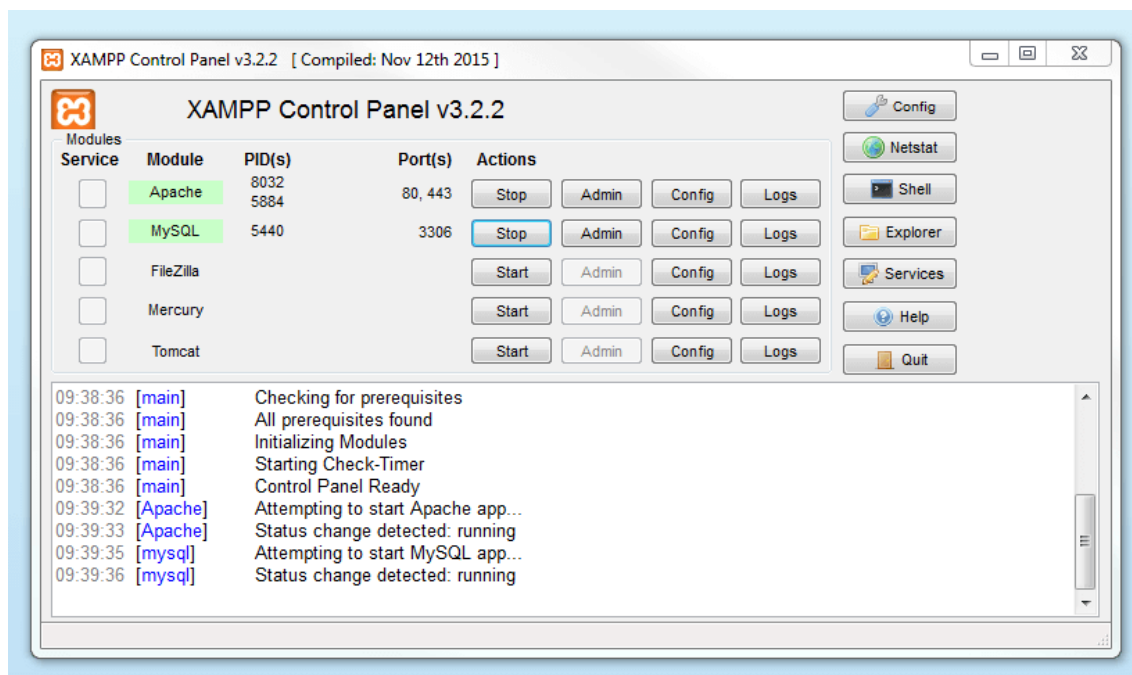 XAMPP Control Panel v3.2.2 [ Compiled: Nov 12th 2015 ]
XAMPP Control Panel v3.2.2
Config
Modules
Service Module PID(s) Port(s) Actions
Netstat
Apache 8032 5884 80, 443 Stop Admin Config Logs
Shell
MySQL 5440 3306 Stop Admin Config Logs
Explorer
FileZilla Start Admin Config Logs
Services
Mercury Start Admin Config Logs
Help
Tomcat Start Admin Config Logs
Quit
09:38:36 [main] Checking for prerequisites
09:38:36 [main] All prerequisites found
09:38:36 [main] Initializing Modules
09:38:36 [main] Starting Check-Timer
09:38:36 [main] Control Panel Ready
09:39:32 [Apache] Attempting to start Apache app...
09:39:33 [Apache] Status change detected: running
09:39:35 [mysql] Attempting to start MySQL app...
09:39:36 [mysql] Status change detected: running